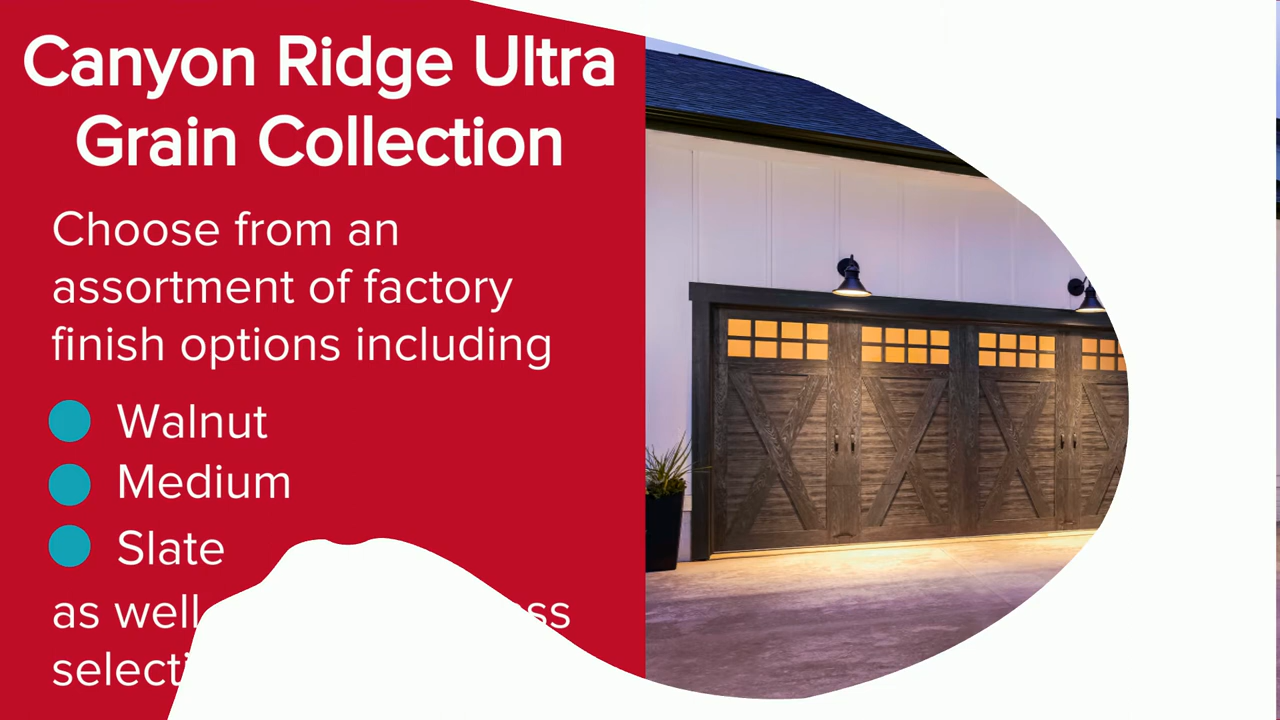 Canyon Ridge Ultra
Grain Collection
Choose from an
assortment of factory
finish options including
Walnut
Medium
Slate
as well